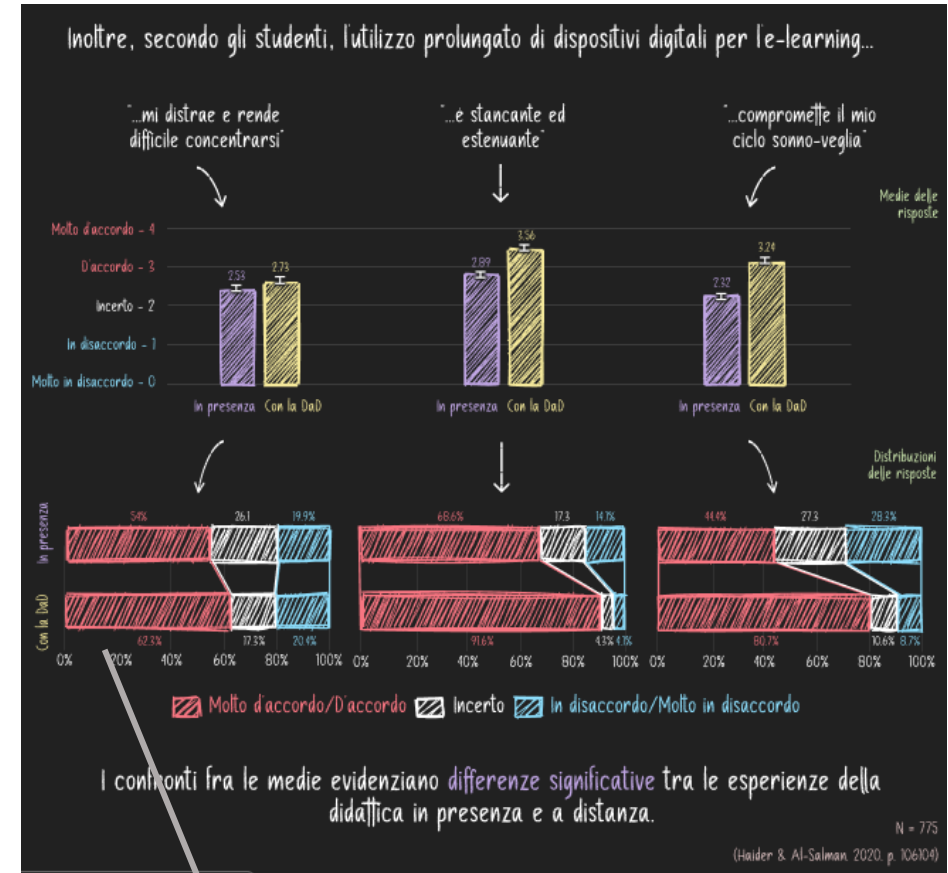 Inoltre, secondo gli studenti, l'utilizzo prolungato di dispositivi digitali per l'e-learning...
"...mi distrae e rende
difficile concentrarsi"
"...è stancante ed
estenuante"
"...compromette il mio
ciclo sonno-veglia"
Medie delle
risposte
Molto d'accordo - 4
D'accordo - 3
Incerto - 2
In disaccordo - 1
Molto in disaccordo - 0
2.53 2.73
2.89 3.56
2.32 3.24
In presenza Con la DaD
In presenza Con la DaD
In presenza Con la DaD
Distribuzioni
delle risposte
In presenza
Con la DaD
54% 26.1 19.9%
62.3% 17.3% 20.4%
0% 20% 40% 60% 80% 100%
68.6% 17.3 14.1%
91.6% 4.3% 4.1%
0% 20% 40% 60% 80% 100%
44.4% 27.3 28.3%
80.7% 10.6% 8.7%
0% 20% 40% 60% 80% 100%
Molto d'accordo/D'accordo Incerto In disaccordo/Molto in disaccordo
I confronti fra le medie evidenziano differenze significative tra le esperienze della
didattica in presenza e a distanza.
N = 775
(Haider & Al-Salman, 2020, p. 106104)